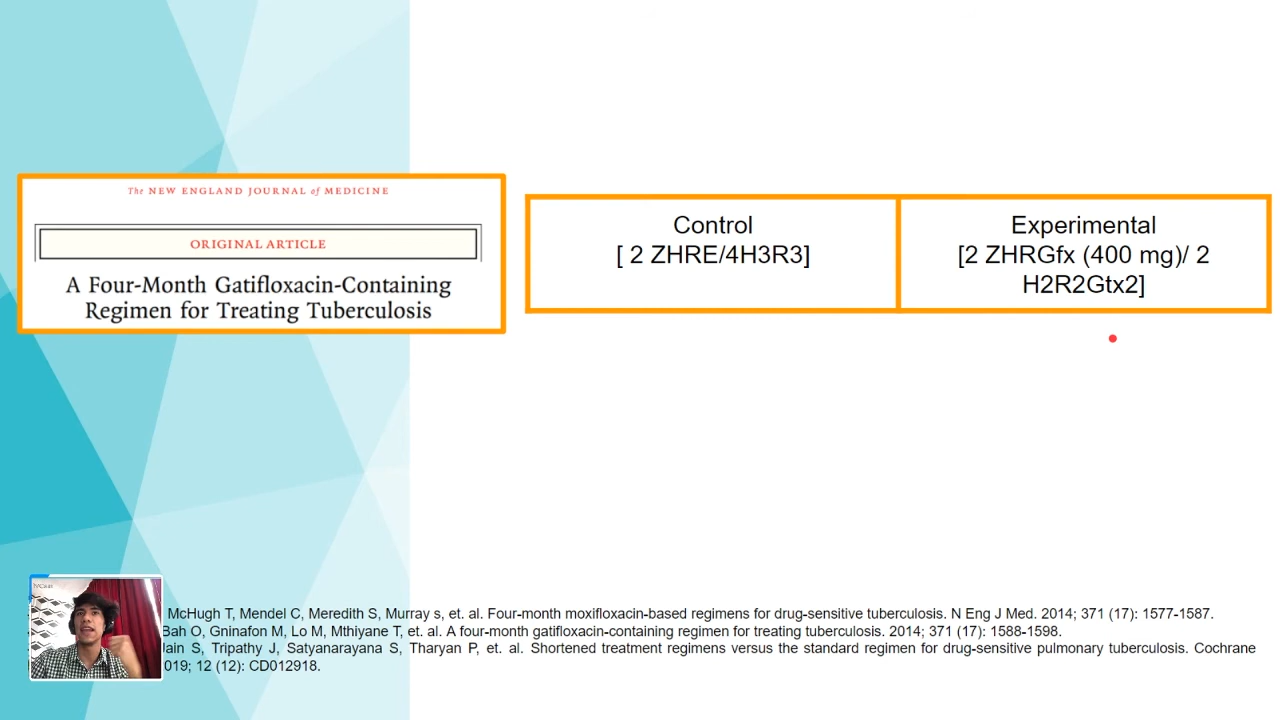 The NEW ENGLAND JOURNAL of MEDICINE
ORIGINAL ARTICLE
A Four-Month Gatifloxacin-Containing
Regimen for Treating Tuberculosis
Control
[ 2 ZHRE/4H3R3]
Experimental
[2 ZHRGfx (400 mg)/ 2
H2R2Gtx2]
McHugh T, Mendel C, Meredith S, Murray s, et. al. Four-month moxifloxacin-based regimens for drug-sensitive tuberculosis. N Eng J Med. 2014; 371 (17): 1577-1587.
Bah O, Gninafon M, Lo M, Mthiyane T, et. al. A four-month gatifloxacin-containing regimen for treating tuberculosis. 2014; 371 (17): 1588-1598.
Jain S, Tripathy J, Satyanarayana S, Tharyan P, et. al. Shortened treatment regimens versus the standard regimen for drug-sensitive pulmonary tuberculosis. Cochrane
019; 12 (12): CD012918.